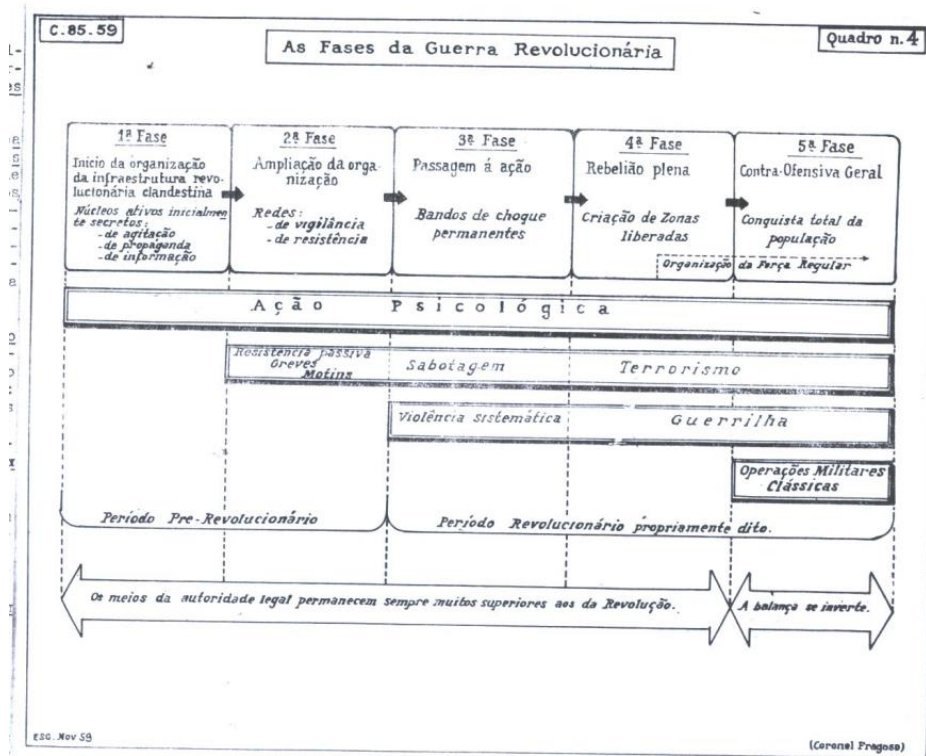 C.85.59
As Fases da Guerra Revolucionária
Quadro n.4
1ª Fase
Inicio da organização
da infraestrutura revo-
lucionária clandestina
Núcleos ativos inicialmen
te secretos:
- de agitação
- de propaganda
- de informação
2ª Fase
Ampliação da orga-
nização
Redes:
- de vigilância
- de resistência
3ª Fase
Passagem á ação
Bandos de choque
permanentes
4ª Fase
Rebelião plena
Criação de Zonas
liberadas
5ª Fase
Contra-Ofensiva Geral
Conquista total da
população
Organização da Força Regular
Ação Psicológica
Resistencia passiva
Greves
Motins
Sabotagem
Terrorismo
Violência sistemática
Guerrilha
Operações Militares
Clássicas
Período Pre-Revolucionário
Período Revolucionário propriamente dito.
Os meios da autoridade legal permanecem sempre muitos superiores aos da Revolução.
A balança se inverte.
ESG. Nov 59
(Coronel Fragoso)